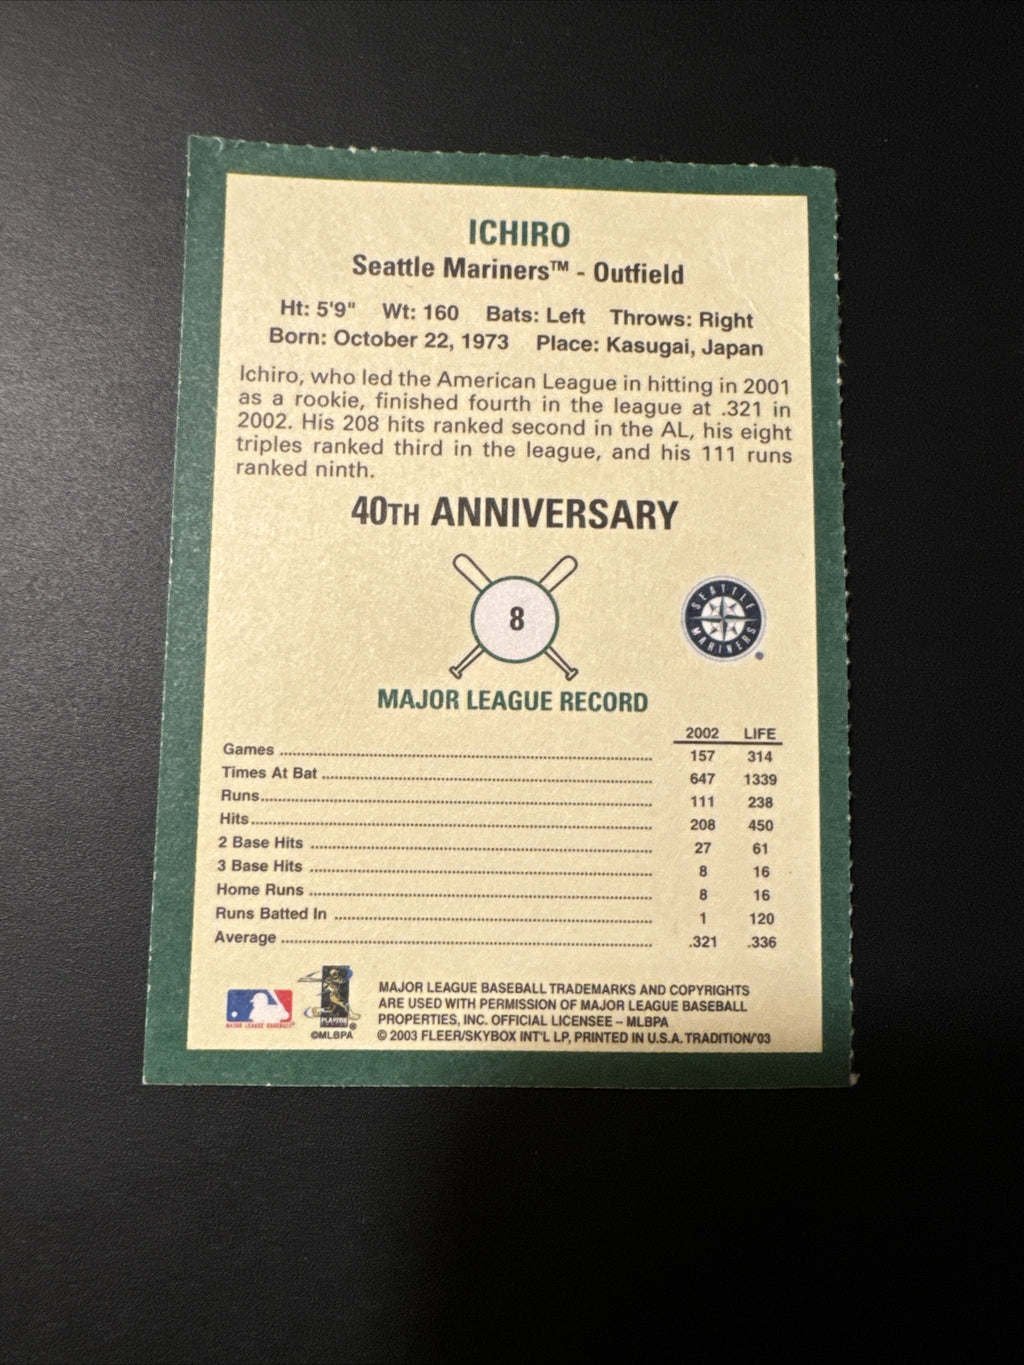 ICHIRO
Seattle Mariners™ - Outfield
Ht: 5'9" Wt: 160 Bats: Left Throws: Right
Born: October 22, 1973 Place: Kasugai, Japan
Ichiro, who led the American League in hitting in 2001
as a rookie, finished fourth in the league at .321 in
2002. His 208 hits ranked second in the AL, his eight
triples ranked third in the league, and his 111 runs
ranked ninth.
40TH ANNIVERSARY
8
SEATTLE MARINERS ®
MAJOR LEAGUE RECORD
2002 LIFE
Games 157 314
Times At Bat 647 1339
Runs 111 238
Hits 208 450
2 Base Hits 27 61
3 Base Hits 8 16
Home Runs 8 16
Runs Batted In 1 120
Average .321 .336
MAJOR LEAGUE BASEBALL®
PLAYERS ®
©MLBPA
MAJOR LEAGUE BASEBALL TRADEMARKS AND COPYRIGHTS
ARE USED WITH PERMISSION OF MAJOR LEAGUE BASEBALL
PROPERTIES, INC. OFFICIAL LICENSEE – MLBPA
© 2003 FLEER/SKYBOX INT'L LP, PRINTED IN U.S.A. TRADITION/'03